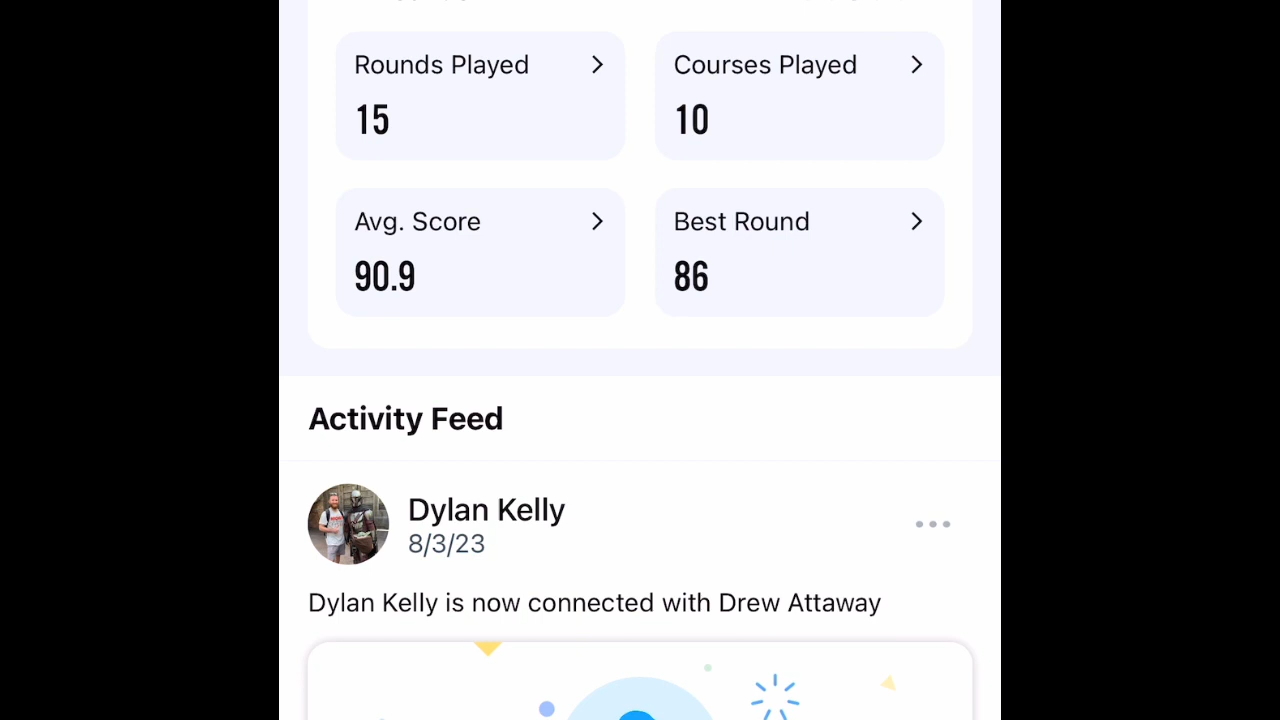 Rounds Played
15
Courses Played
10
Avg. Score
90.9
Best Round
86
Activity Feed
Dylan Kelly
8/3/23
Dylan Kelly is now connected with Drew Attaway